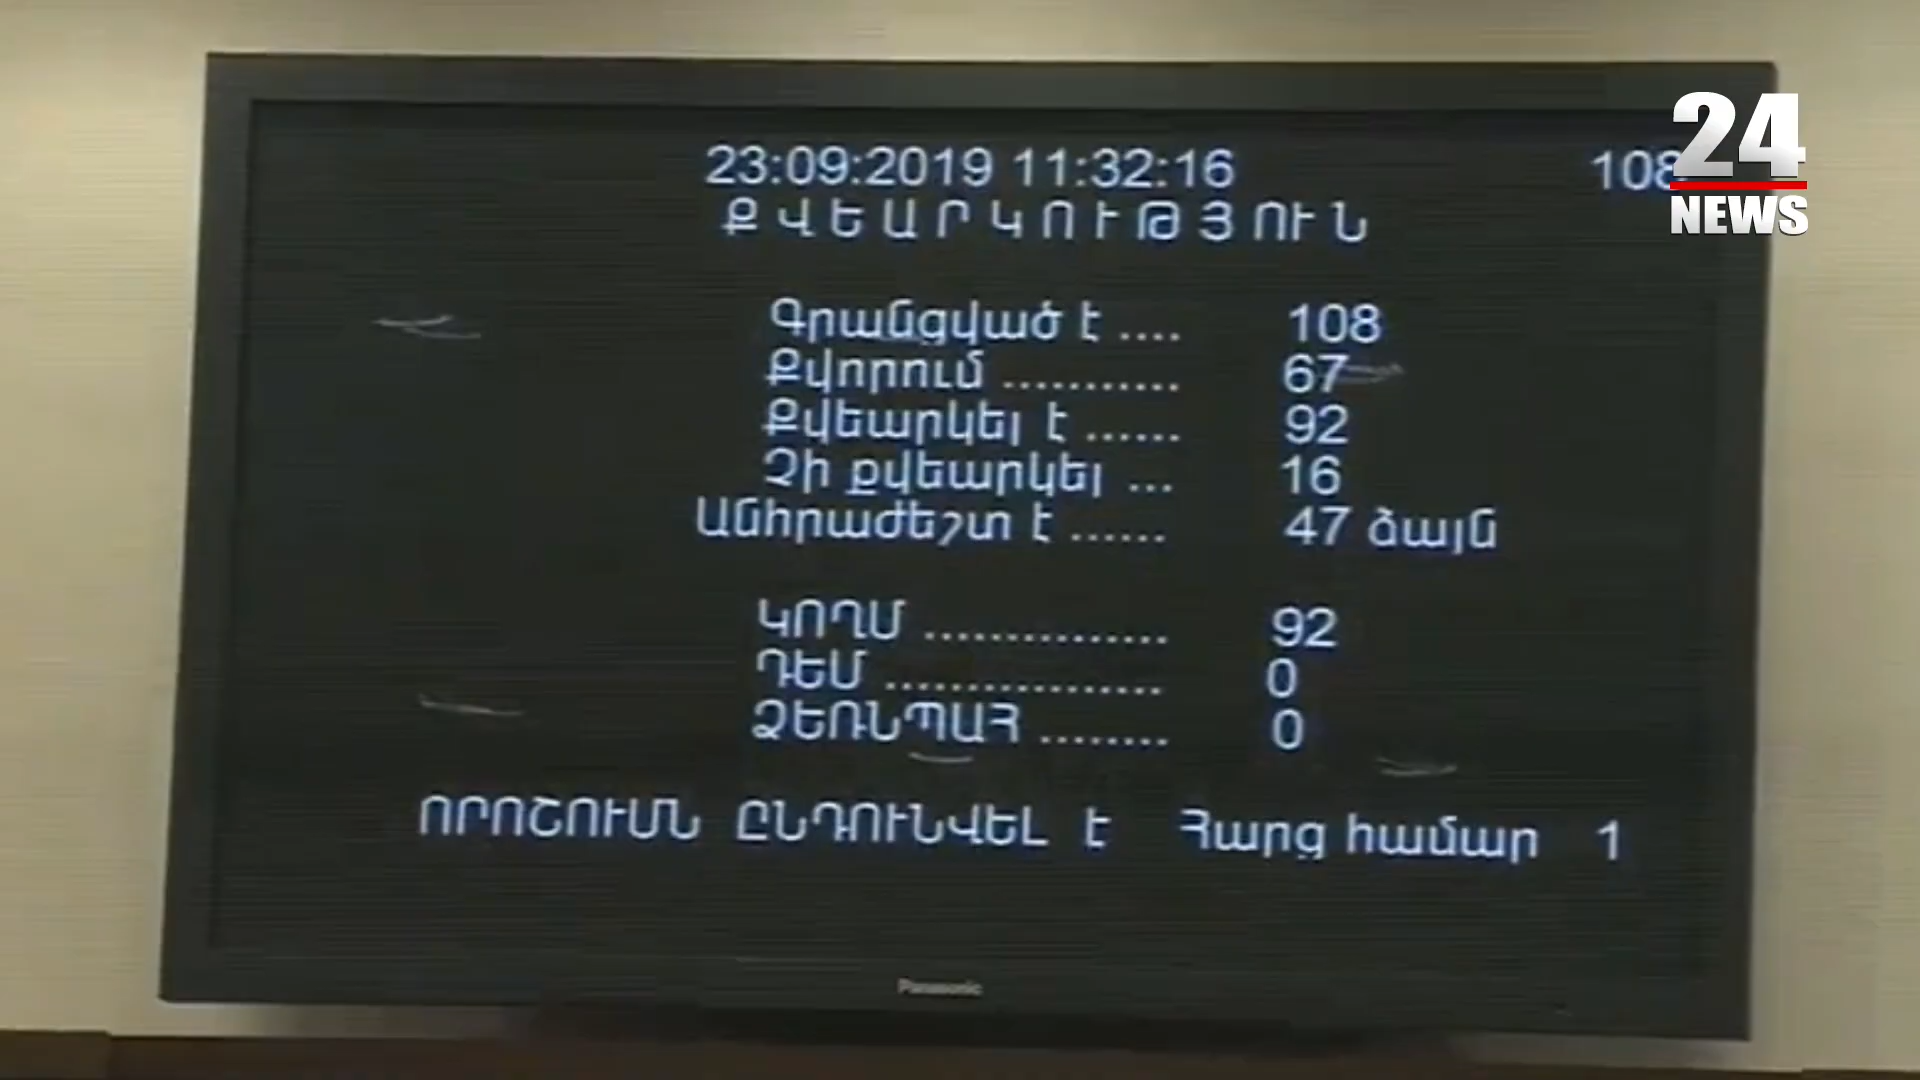 23:09:2019 11:32:16 108
24
NEWS
Ք Վ Ե Ա Ր Կ Ո Ւ Թ Յ ՈՒ Ն
Գրանցված է .... 108
Քվորում ........... 67
Քվեարկել է ...... 92
Չի քվեարկել ... 16
Անհրաժեշտ է ...... 47 ձայն
ԿՈՂՄ ............... 92
ԴԵՄ ................. 0
ՁԵՌՆՊԱՀ ........ 0
ՈՐՈՇՈՒՄՆ ԸՆԴՈՒՆՎԵԼ է Հարց համար 1
Panasonic